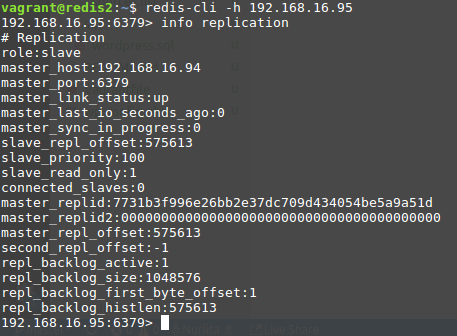 vagrant@redis2:~$ redis-cli -h 192.168.16.95
192.168.16.95:6379> info replication
# Replication
role:slave
master_host:192.168.16.94
master_port:6379
master_link_status:up
master_last_io_seconds_ago:0
master_sync_in_progress:0
slave_repl_offset:575613
slave_priority:100
slave_read_only:1
connected_slaves:0
master_replid:7731b3f996e26bb2e37dc709d434054be5a9a51d
master_replid2:0000000000000000000000000000000000000000
master_repl_offset:575613
second_repl_offset:-1
repl_backlog_active:1
repl_backlog_size:1048576
repl_backlog_first_byte_offset:1
repl_backlog_histlen:575613
192.168.16.95:6379>